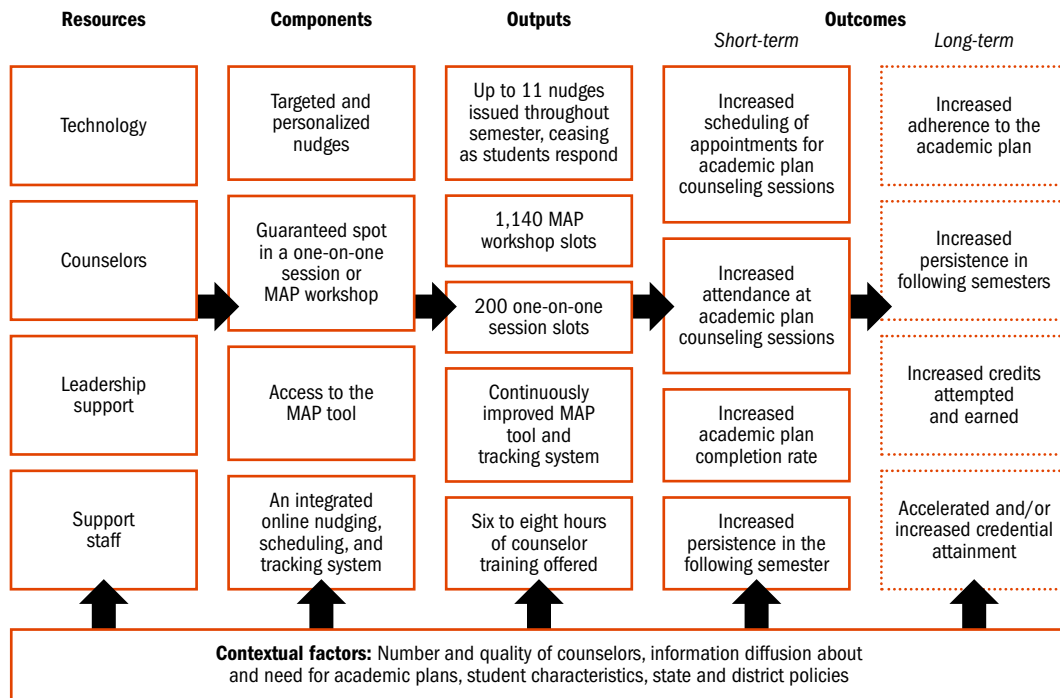 Resources
Components
Outputs
Outcomes
Short-term
Long-term
Technology
Counselors
Leadership
support
Support
staff
Targeted and
personalized
nudges
Guaranteed spot
in a one-on-one
session or
MAP workshop
Access to the
MAP tool
An integrated
online nudging,
scheduling, and
tracking system
Up to 11 nudges
issued throughout
semester, ceasing
as students respond
1,140 MAP
workshop slots
200 one-on-one
session slots
Continuously
improved MAP
tool and
tracking system
Six to eight hours
of counselor
training offered
Increased
scheduling of
appointments for
academic plan
counseling sessions
Increased
attendance at
academic plan
counseling sessions
Increased
academic plan
completion rate
Increased
persistence in the
following semester
Increased
adherence to the
academic plan
Increased
persistence in
following semesters
Increased credits
attempted
and earned
Accelerated and/or
increased credential
attainment
Contextual factors: Number and quality of counselors, information diffusion about
and need for academic plans, student characteristics, state and district policies